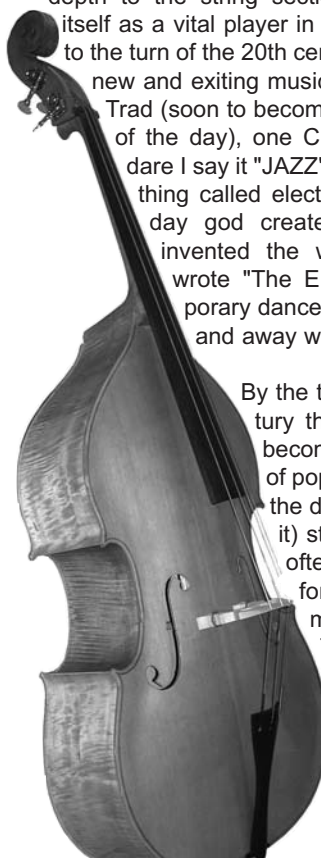 depth to the string secti
itself as a vital player in
to the turn of the 20th cer
new and exiting music
Trad (soon to becom
of the day), one C
dare I say it "JAZZ"
thing called elect
day god create
invented the w
wrote "The E
porary dance
and away w
By the t
tury th
becom
of pop
the d
it) st
ofte
for
m